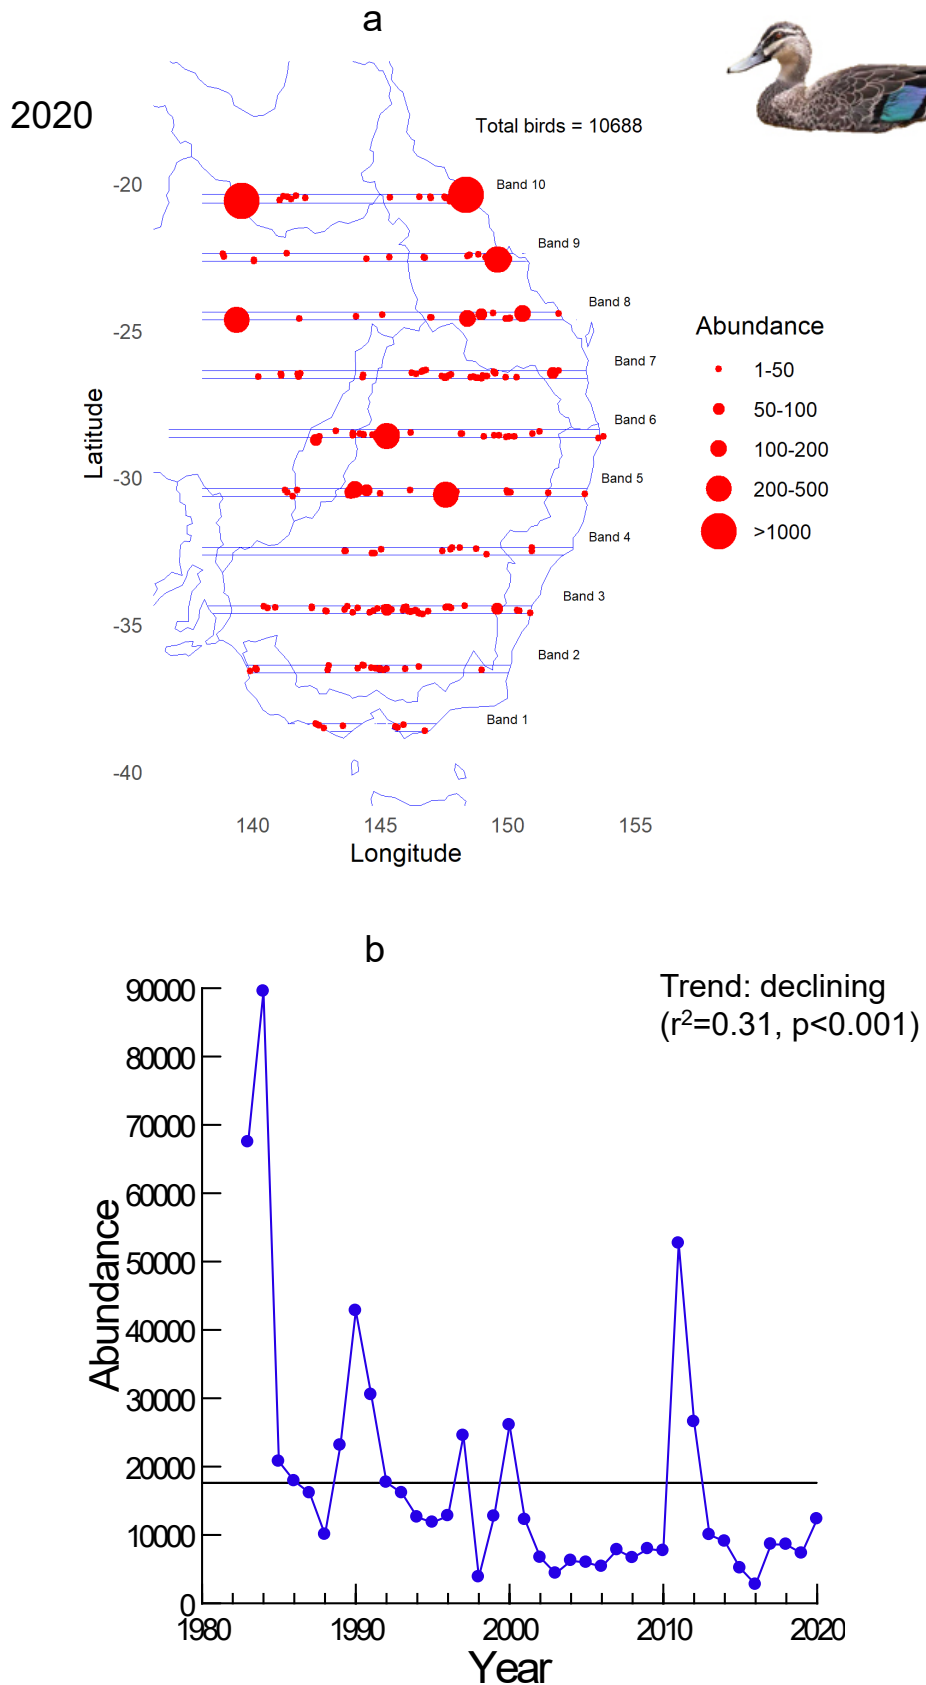 a
2020
Total birds = 10688
-20
Band 10
Band 9
Band 8
-25
Band 7
Band 6
-30
Band 5
Band 4
Band 3
-35
Band 2
Band 1
-40
Latitude
140 145 150 155
Longitude
Abundance
1-50
50-100
100-200
200-500
>1000
b
Trend: declining
(r²=0.31, p<0.001)
90000
80000
70000
60000
50000
40000
30000
20000
10000
0
Abundance
1980 1990 2000 2010 2020
Year